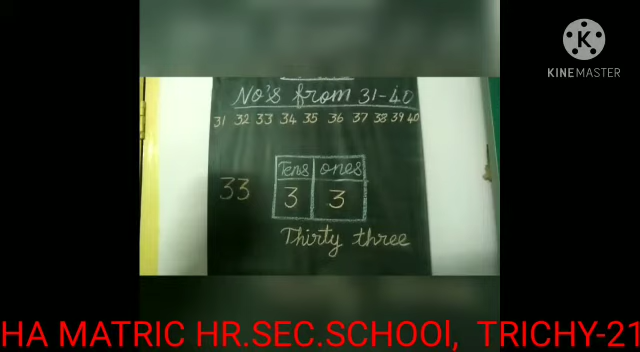 KINEMASTER
No's from 31-40
31 32 33 34 35 36 37 38 39 40
Tens ones
33 3 3
Thirty three
HA MATRIC HR.SEC.SCHOOl, TRICHY-21